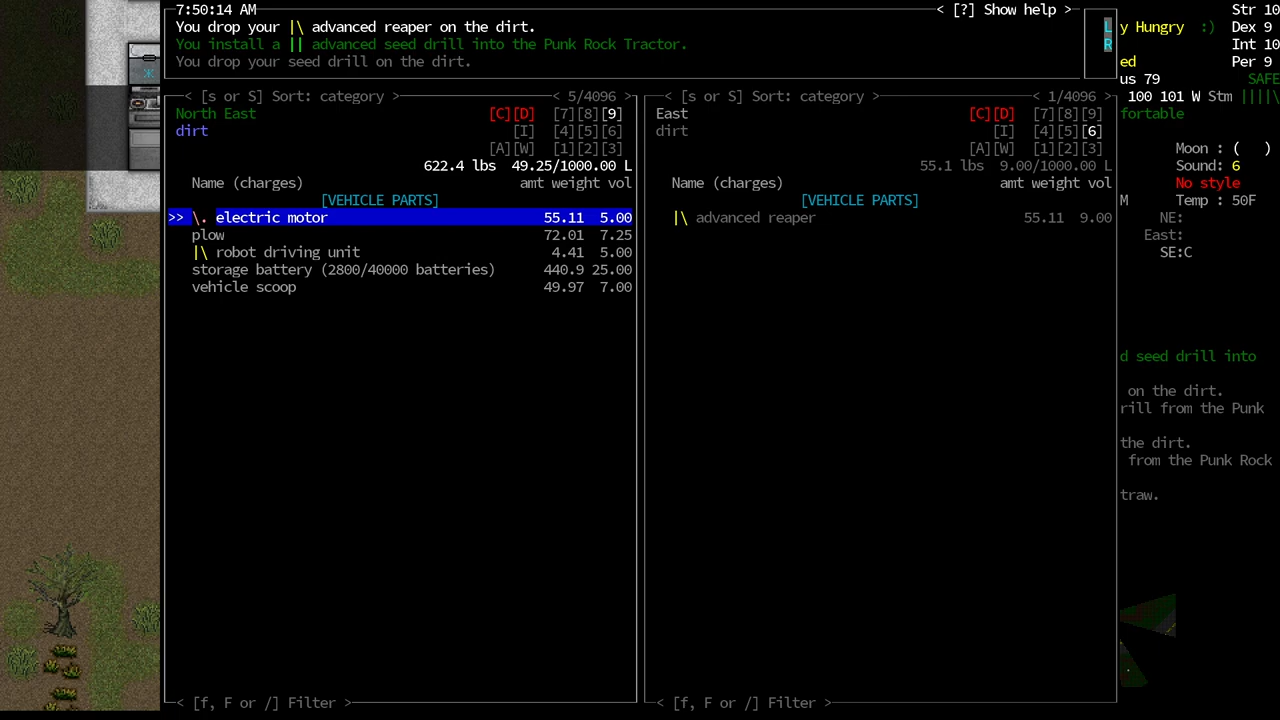 7:50:14 AM
< [?] Show help >
You drop your |\ advanced reaper on the dirt.
You install a || advanced seed drill into the Punk Rock Tractor.
You drop your seed drill on the dirt.
L
R
y Hungry :)
ed
us 79
SAFE
100 101 W Stm ||||\
fortable
Str 10
Dex 9
Int 10
Per 9
Moon : (   )
Sound: 6
No style
M
Temp : 50F
NE:
East:
SE:C
< [s or S] Sort: category >
< 5/4096 >
North East
[C][D] [7][8][9]
dirt
[I] [4][5][6]
[A][W] [1][2][3]
622.4 lbs 49.25/1000.00 L
Name (charges) amt weight vol
[VEHICLE PARTS]
>> \. electric motor 55.11 5.00
plow 72.01 7.25
|\ robot driving unit 4.41 5.00
storage battery (2800/40000 batteries) 440.9 25.00
vehicle scoop 49.97 7.00
< [f, F or /] Filter >
< [s or S] Sort: category >
< 1/4096 >
East
[C][D] [7][8][9]
dirt
[I] [4][5][6]
[A][W] [1][2][3]
55.1 lbs 9.00/1000.00 L
Name (charges) amt weight vol
[VEHICLE PARTS]
|\ advanced reaper 55.11 9.00
< [f, F or /] Filter >
d seed drill into
on the dirt.
rill from the Punk
the dirt.
from the Punk Rock
traw.